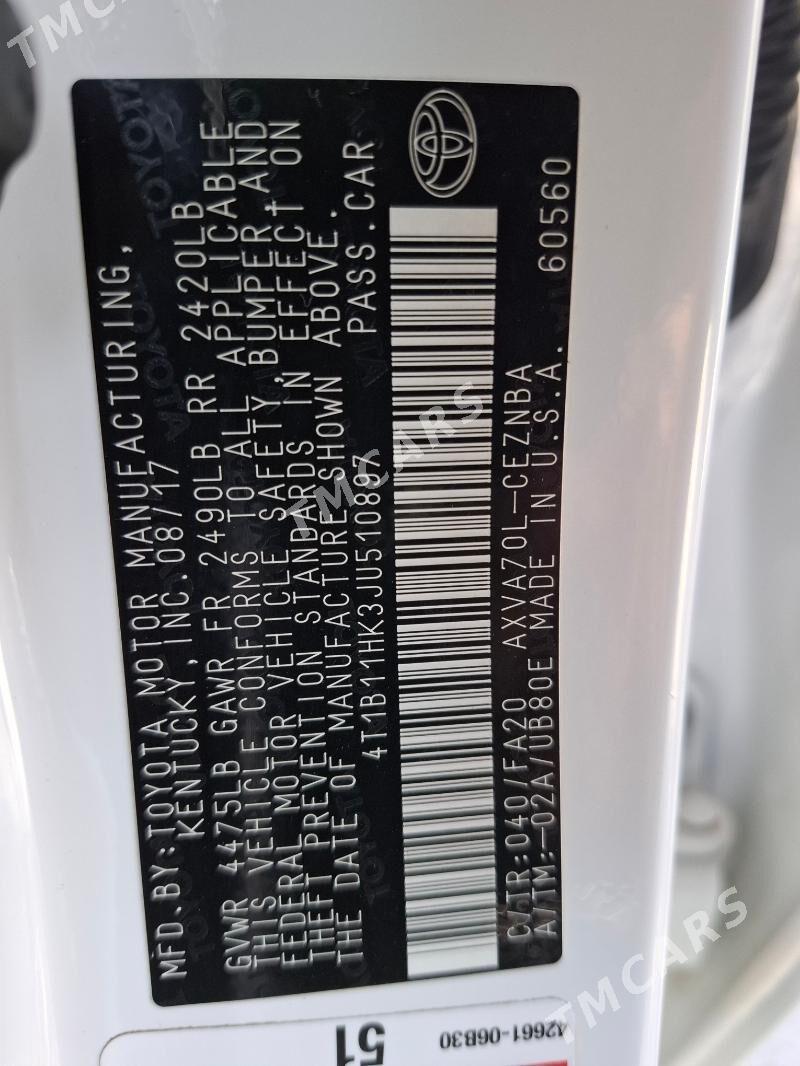 MFD.BY:TOYOTA MOTOR MANUFACTURING,
KENTUCKY, INC.08/17
GVWR 4475LB GAWR FR 2490LB RR 2420LB
THIS VEHICLE CONFORMS TO ALL APPLICABLE
FEDERAL MOTOR VEHICLE SAFETY, BUMPER, AND
THEFT PREVENTION STANDARDS IN EFFECT ON
THE DATE OF MANUFACTURE SHOWN ABOVE.
4T1B11HK3JU510897 PASS.CAR
C/TR:040/FA20 AXVA70L-CEZNBA 60560
A/TM:-02A/UB80E MADE IN U.S.A.
42661-06B30
51
TMCARS
TMCARS
TMCARS